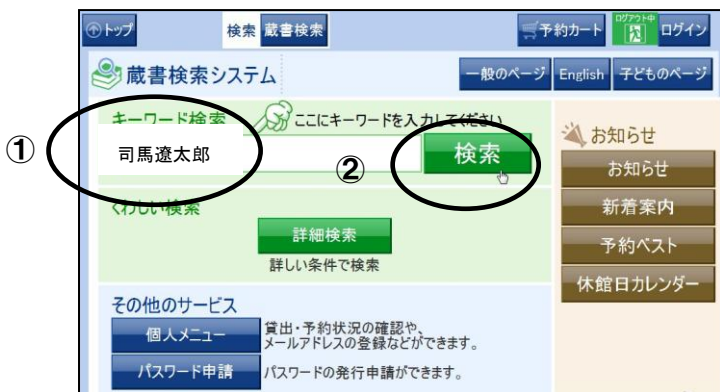 トップ 検索 蔵書検索 予約カート ログアウト中 ログイン
蔵書検索システム 一般のページ English 子どものページ
キーワード検索 ここにキーワードを入力してください
① 司馬遼太郎 ② 検索
くわしい検索
詳細検索
詳しい条件で検索
その他のサービス
個人メニュー 貸出・予約状況の確認や、
メールアドレスの登録などができます。
パスワード申請 パスワードの発行申請ができます。
お知らせ
お知らせ
新着案内
予約ベスト
休館日カレンダー